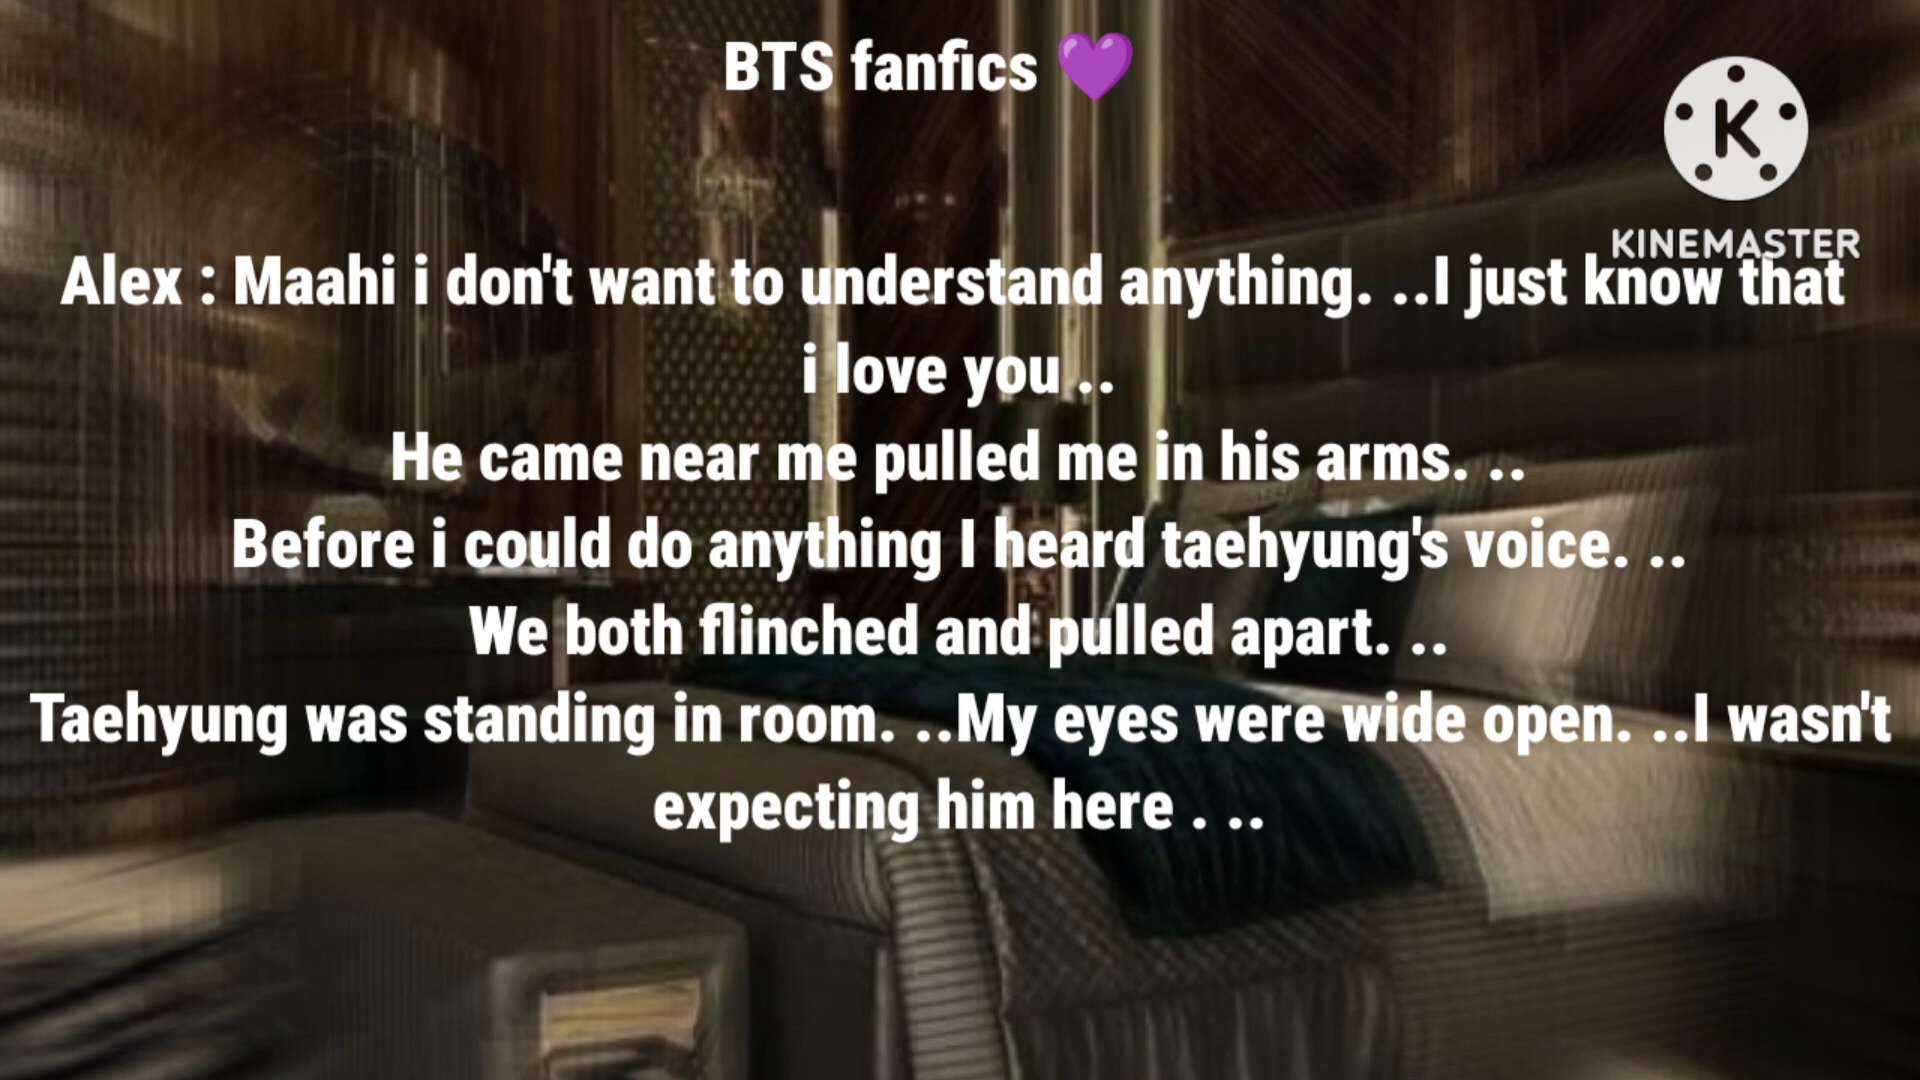 BTS fanfics 💜
K
KINEMASTER
Alex : Maahi i don't want to understand anything. ..I just know that
i love you ..
He came near me pulled me in his arms. ..
Before i could do anything I heard taehyung's voice. ..
We both flinched and pulled apart. ..
Taehyung was standing in room. ..My eyes were wide open. ..I wasn't
expecting him here . ..